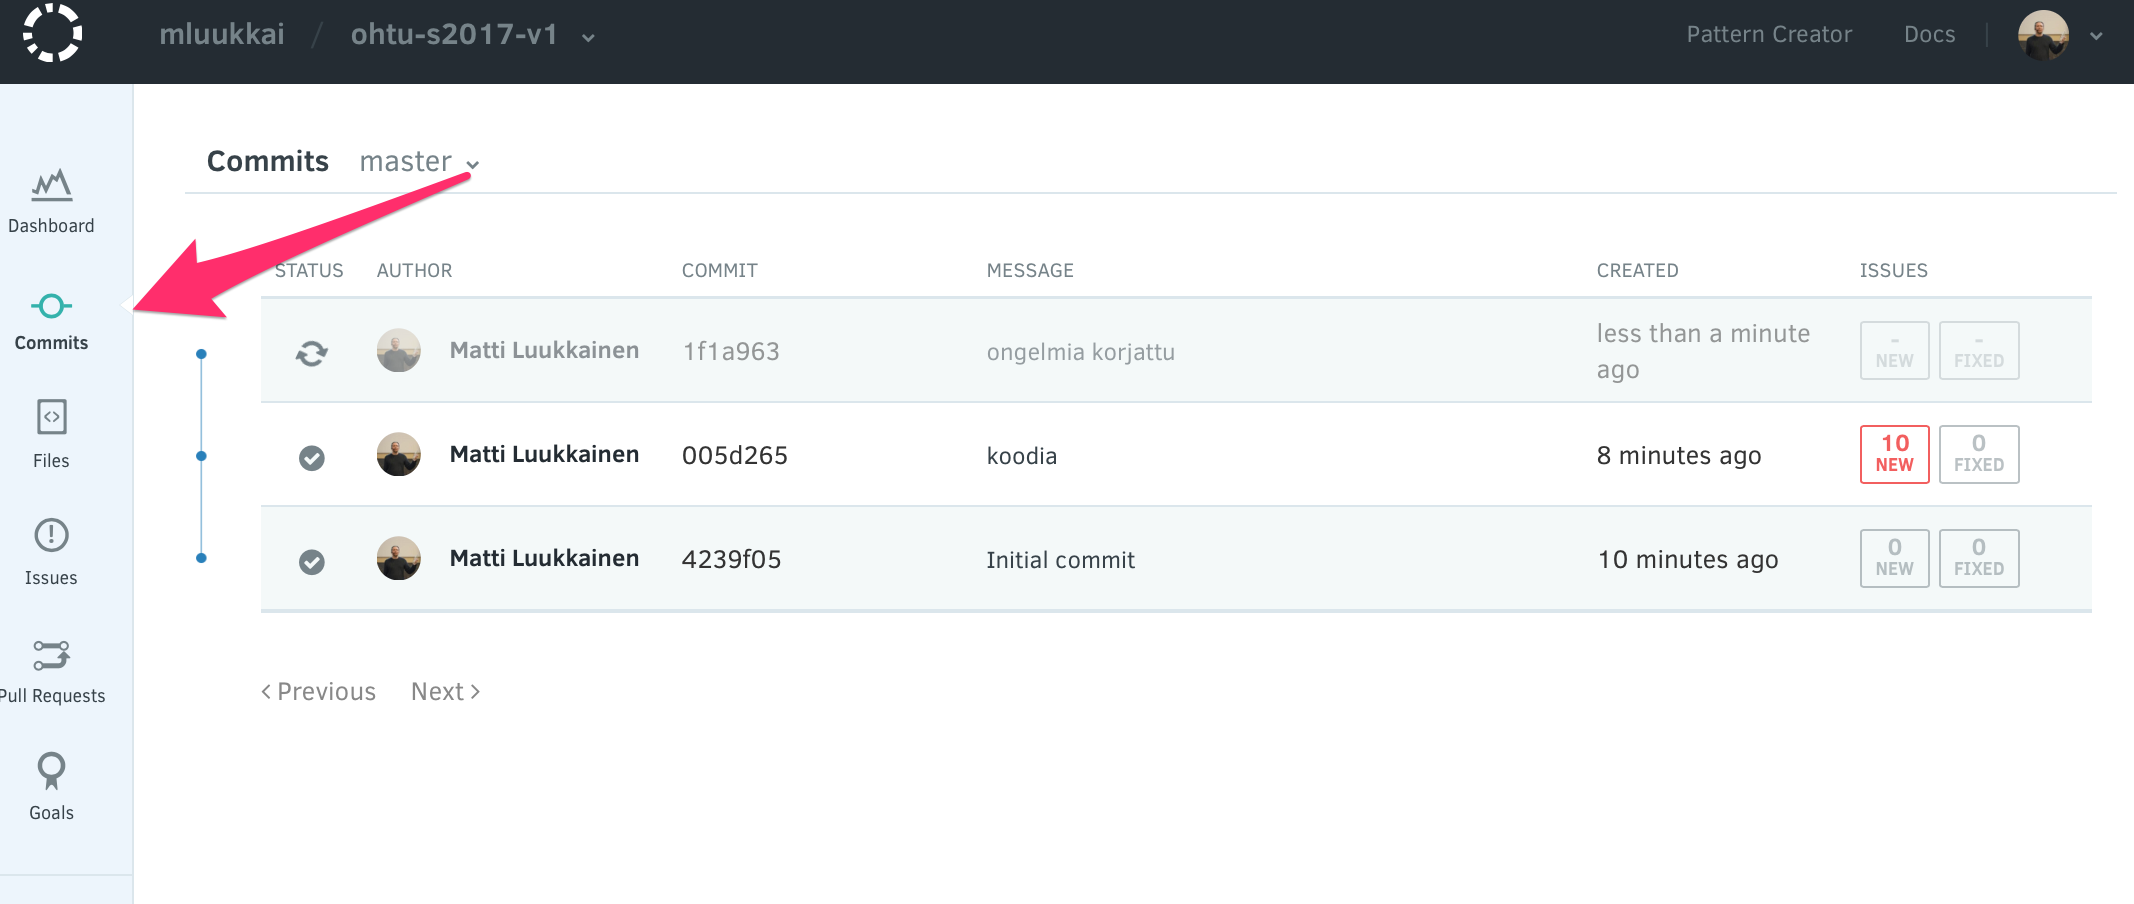 mluukkai / ohtu-s2017-v1
Pattern Creator
Docs
Dashboard
Commits
Files
Issues
Pull Requests
Goals
Commits master
STATUS AUTHOR COMMIT MESSAGE CREATED ISSUES
Matti Luukkainen 1f1a963 ongelmia korjattu less than a minute ago - NEW - FIXED
Matti Luukkainen 005d265 koodia 8 minutes ago 10 NEW 0 FIXED
Matti Luukkainen 4239f05 Initial commit 10 minutes ago 0 NEW 0 FIXED
< Previous Next >